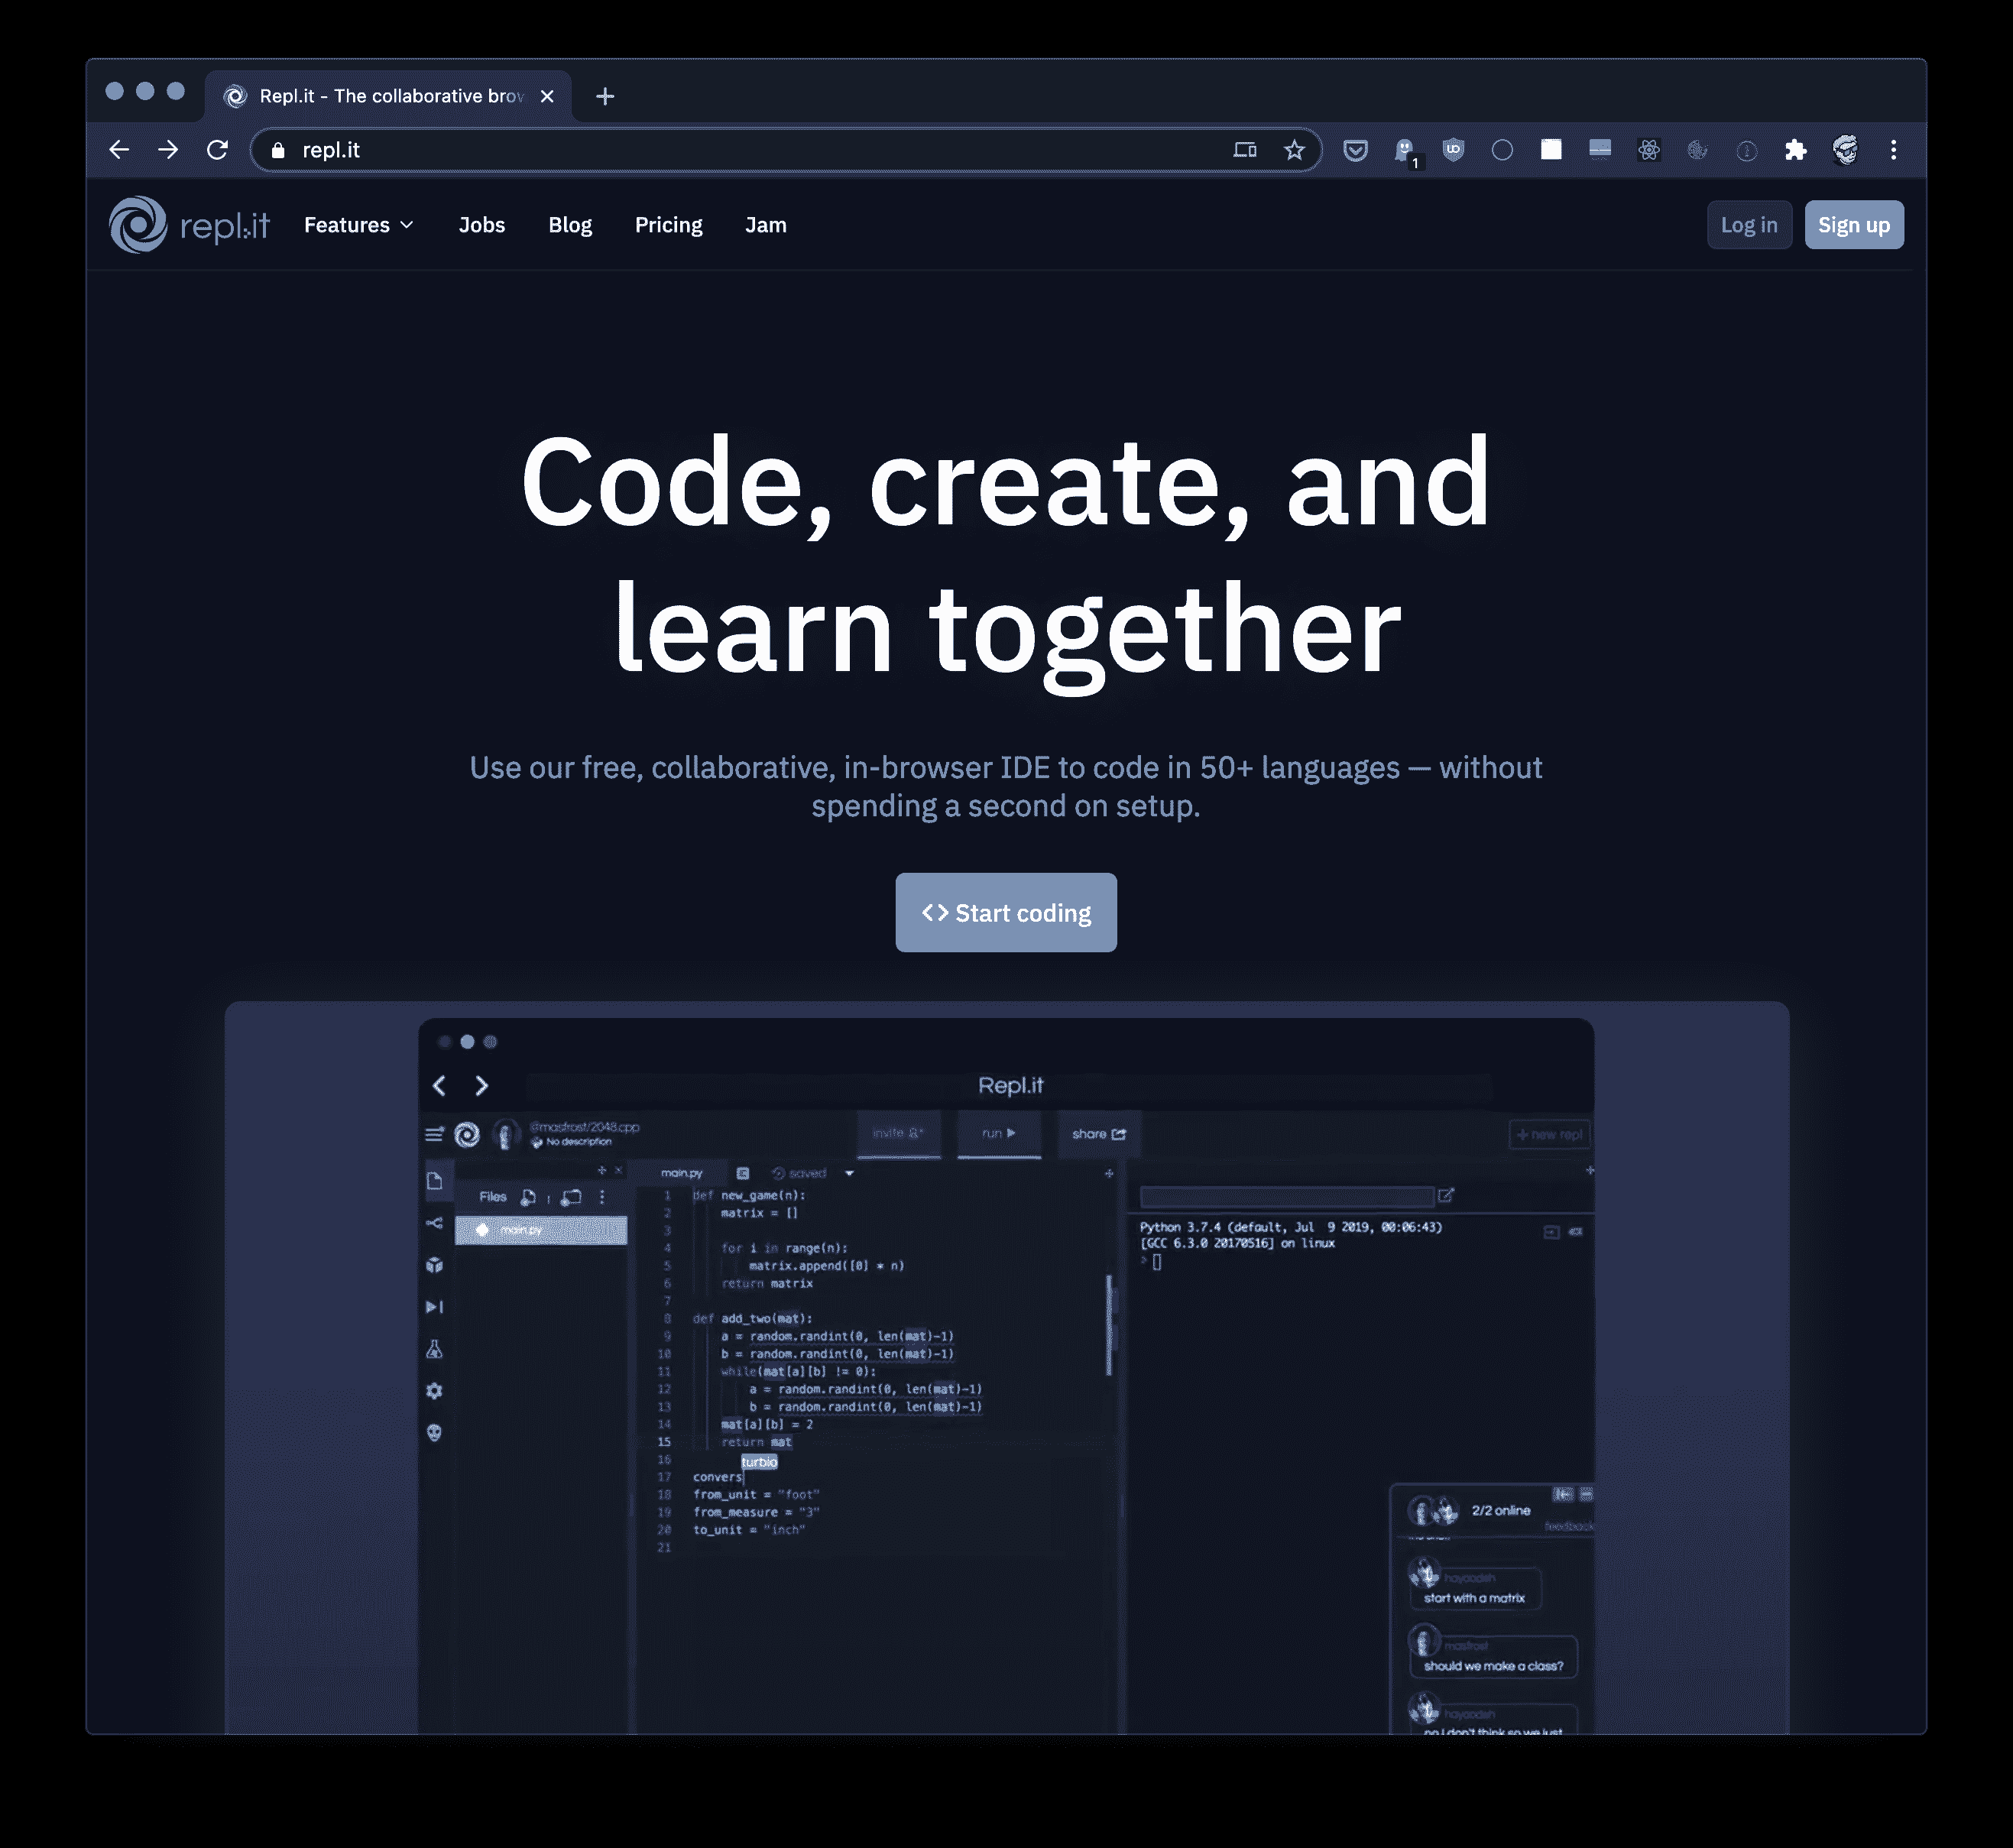 Repl.it - The collaborative brow
repl.it
1
repl.it Features Jobs Blog Pricing Jam Log in Sign up
Code, create, and
learn together
Use our free, collaborative, in-browser IDE to code in 50+ languages — without
spending a second on setup.
<> Start coding
Repl.it
@masfrost/2048.cpp
No description
invite
run
share
+ new repl
Files
main.py
main.py
saved
1 def new_game(n):
2 matrix = []
3
4 for i in range(n):
5 matrix.append([0] * n)
6 return matrix
7
8 def add_two(mat):
9 a = random.randint(0, len(mat)-1)
10 b = random.randint(0, len(mat)-1)
11 while(mat[a][b] != 0):
12 a = random.randint(0, len(mat)-1)
13 b = random.randint(0, len(mat)-1)
14 mat[a][b] = 2
15 return mat
16 turbio
17 convers
18 from_unit = "foot"
19 from_measure = "3"
20 to_unit = "inch"
21
Python 3.7.4 (default, Jul 9 2019, 00:06:43)
[GCC 6.3.0 20170516] on linux
2/2 online
feedback
hayaodeh
start with a matrix
masfrost
should we make a class?
hayaodeh
no I don't think so we just